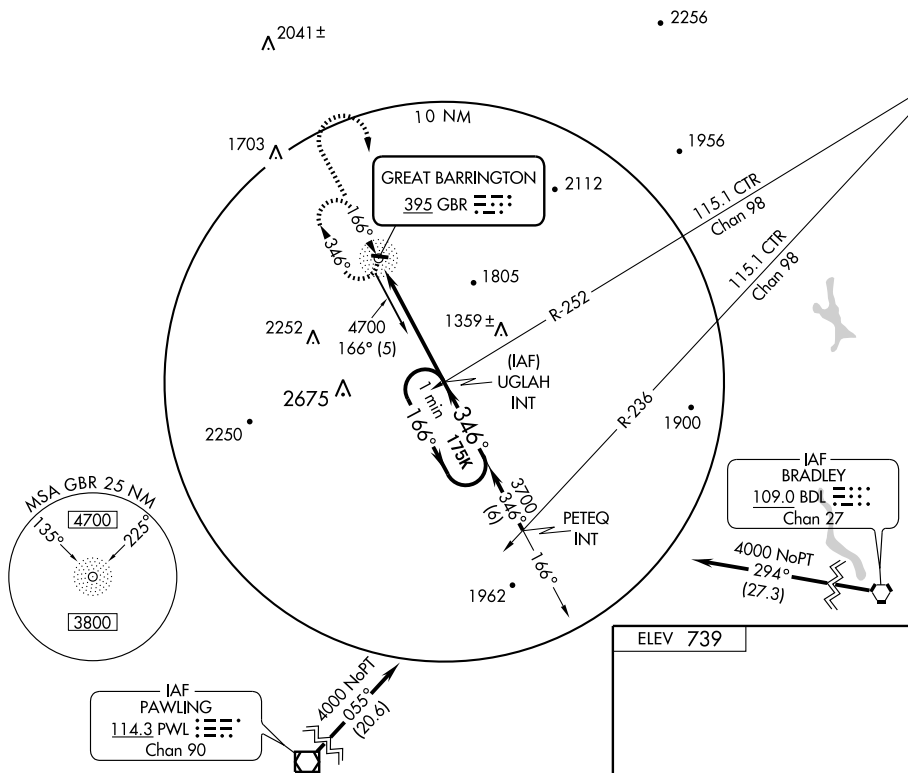 2256
2041±
10 NM
1703
1956
GREAT BARRINGTON
395 GBR
2112
115.1 CTR
Chan 98
166°
346°
115.1 CTR
Chan 98
1805
R-252
4700
166° (5)
1359±
2252
(IAF)
UGLAH
INT
2675
1 min
166°
346°
175K
R-236
1900
2250
3700
346°
(6)
IAF
BRADLEY
109.0 BDL
Chan 27
MSA GBR 25 NM
4700
135°
225°
3800
PETEQ
INT
166°
4000 NoPT
294°
(27.3)
1962
ELEV 739
IAF
PAWLING
114.3 PWL
Chan 90
4000 NoPT
055°
(20.6)